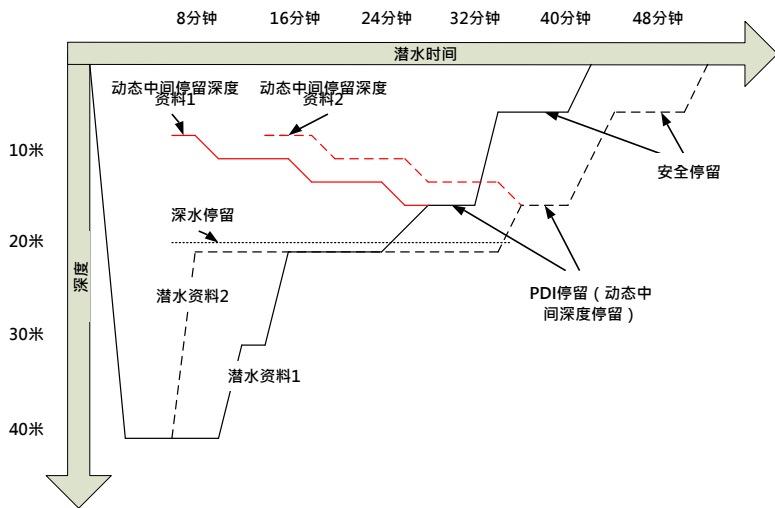 8分钟
16分钟
24分钟
32分钟
40分钟
48分钟
潜水时间
动态中间停留深度
资料1
动态中间停留深度
资料2
10米
安全停留
深水停留
20米
深度
潜水资料2
PDI停留（动态中
间深度停留）
30米
潜水资料1
40米